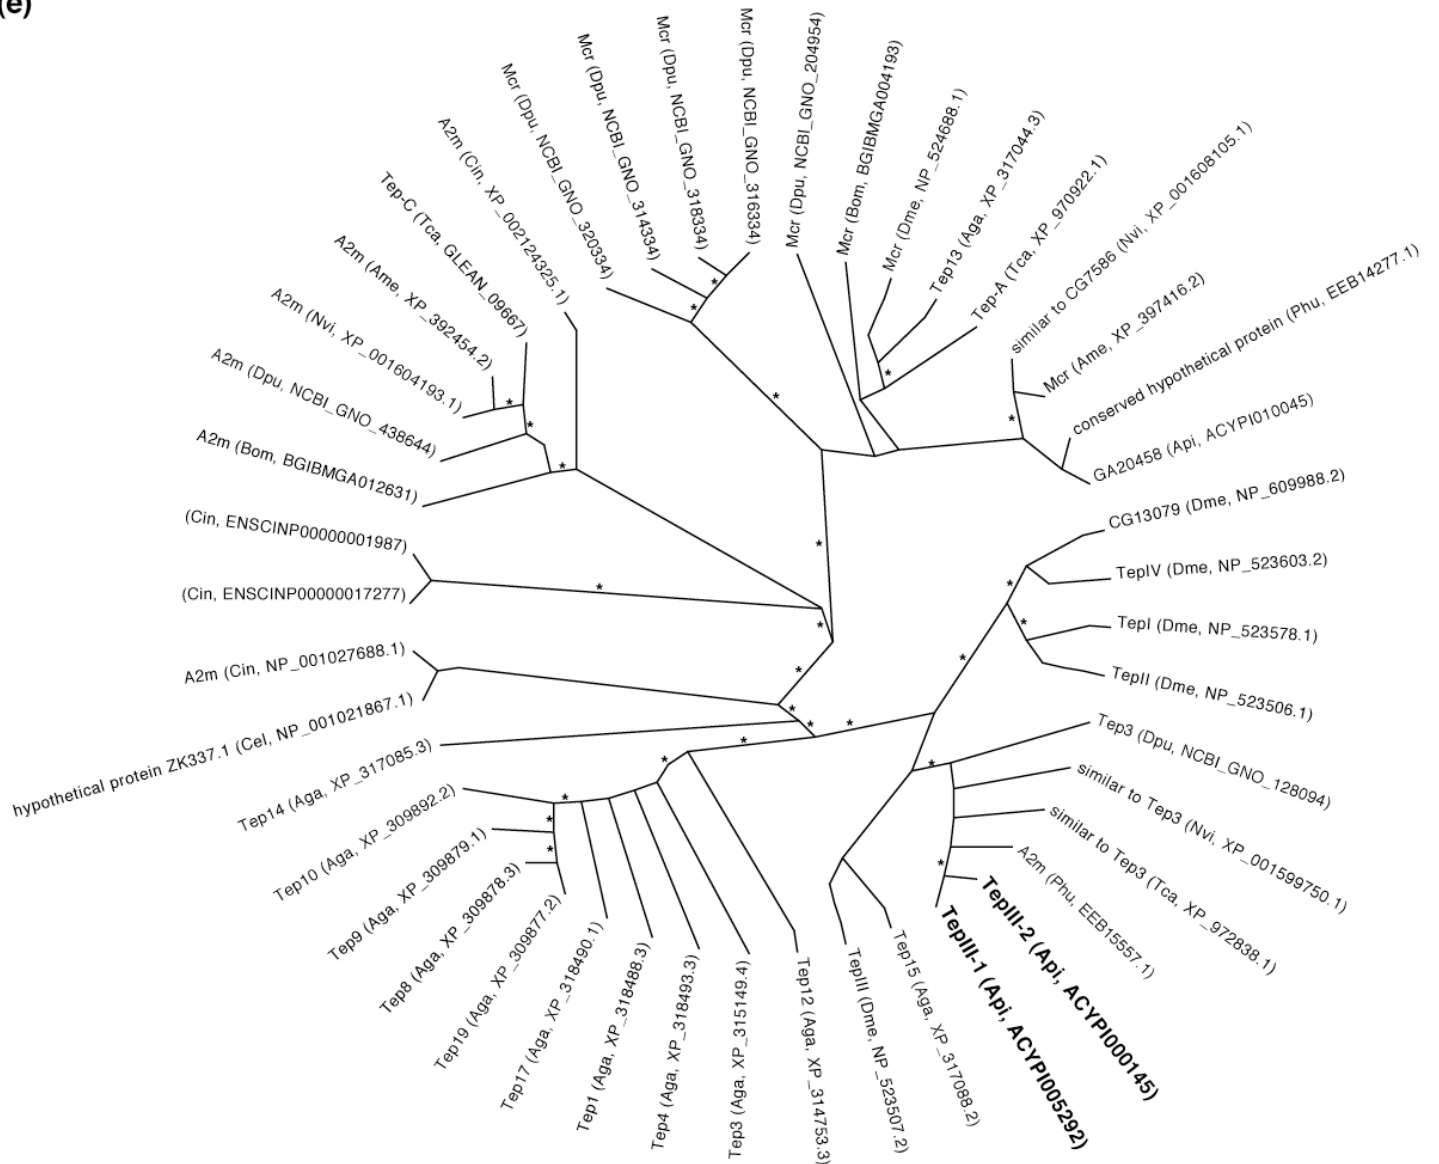 (e)
Mcr (Dpu, NCBI_GNO_320334)
Mcr (Dpu, NCBI_GNO_314334)
Mcr (Dpu, NCBI_GNO_318334)
Mcr (Dpu, NCBI_GNO_316334)
Mcr (Dpu, NCBI_GNO_204954)
Mcr (Bom, BGIBMGA004193)
Mcr (Dme, NP_524688.1)
Tep13 (Aga, XP_317044.3)
Tep-A (Tca, XP_970922.1)
similar to CG7586 (Nvi, XP_001608105.1)
Mcr (Ame, XP_397416.2)
conserved hypothetical protein (Phu, EEB14277.1)
GA20458 (Api, ACYPI010045)
CG13079 (Dme, NP_609988.2)
TepIV (Dme, NP_523603.2)
TepI (Dme, NP_523578.1)
TepII (Dme, NP_523506.1)
Tep3 (Dpu, NCBI_GNO_128094)
similar to Tep3 (Nvi, XP_001599750.1)
similar to Tep3 (Tca, XP_972838.1)
A2m (Phu, EEB15557.1)
TepIII-2 (Api, ACYPI000145)
TepIII-1 (Api, ACYPI005292)
Tep15 (Aga, XP_317088.2)
TepIII (Dme, NP_523507.2)
Tep12 (Aga, XP_314753.3)
Tep3 (Aga, XP_315149.4)
Tep4 (Aga, XP_318493.3)
Tep1 (Aga, XP_318488.3)
Tep17 (Aga, XP_318490.1)
Tep19 (Aga, XP_309877.2)
Tep8 (Aga, XP_309878.3)
Tep9 (Aga, XP_309879.1)
Tep10 (Aga, XP_309892.2)
Tep14 (Aga, XP_317085.3)
hypothetical protein ZK337.1 (Cel, NP_001021867.1)
A2m (Cin, NP_001027688.1)
(Cin, ENSCINP00000017277)
(Cin, ENSCINP00000001987)
A2m (Bom, BGIBMGA012631)
A2m (Dpu, NCBI_GNO_438644)
A2m (Nvi, XP_001604193.1)
A2m (Ame, XP_392454.2)
Tep-C (Tca, GLEAN_09667)
A2m (Cin, XP_002124325.1)